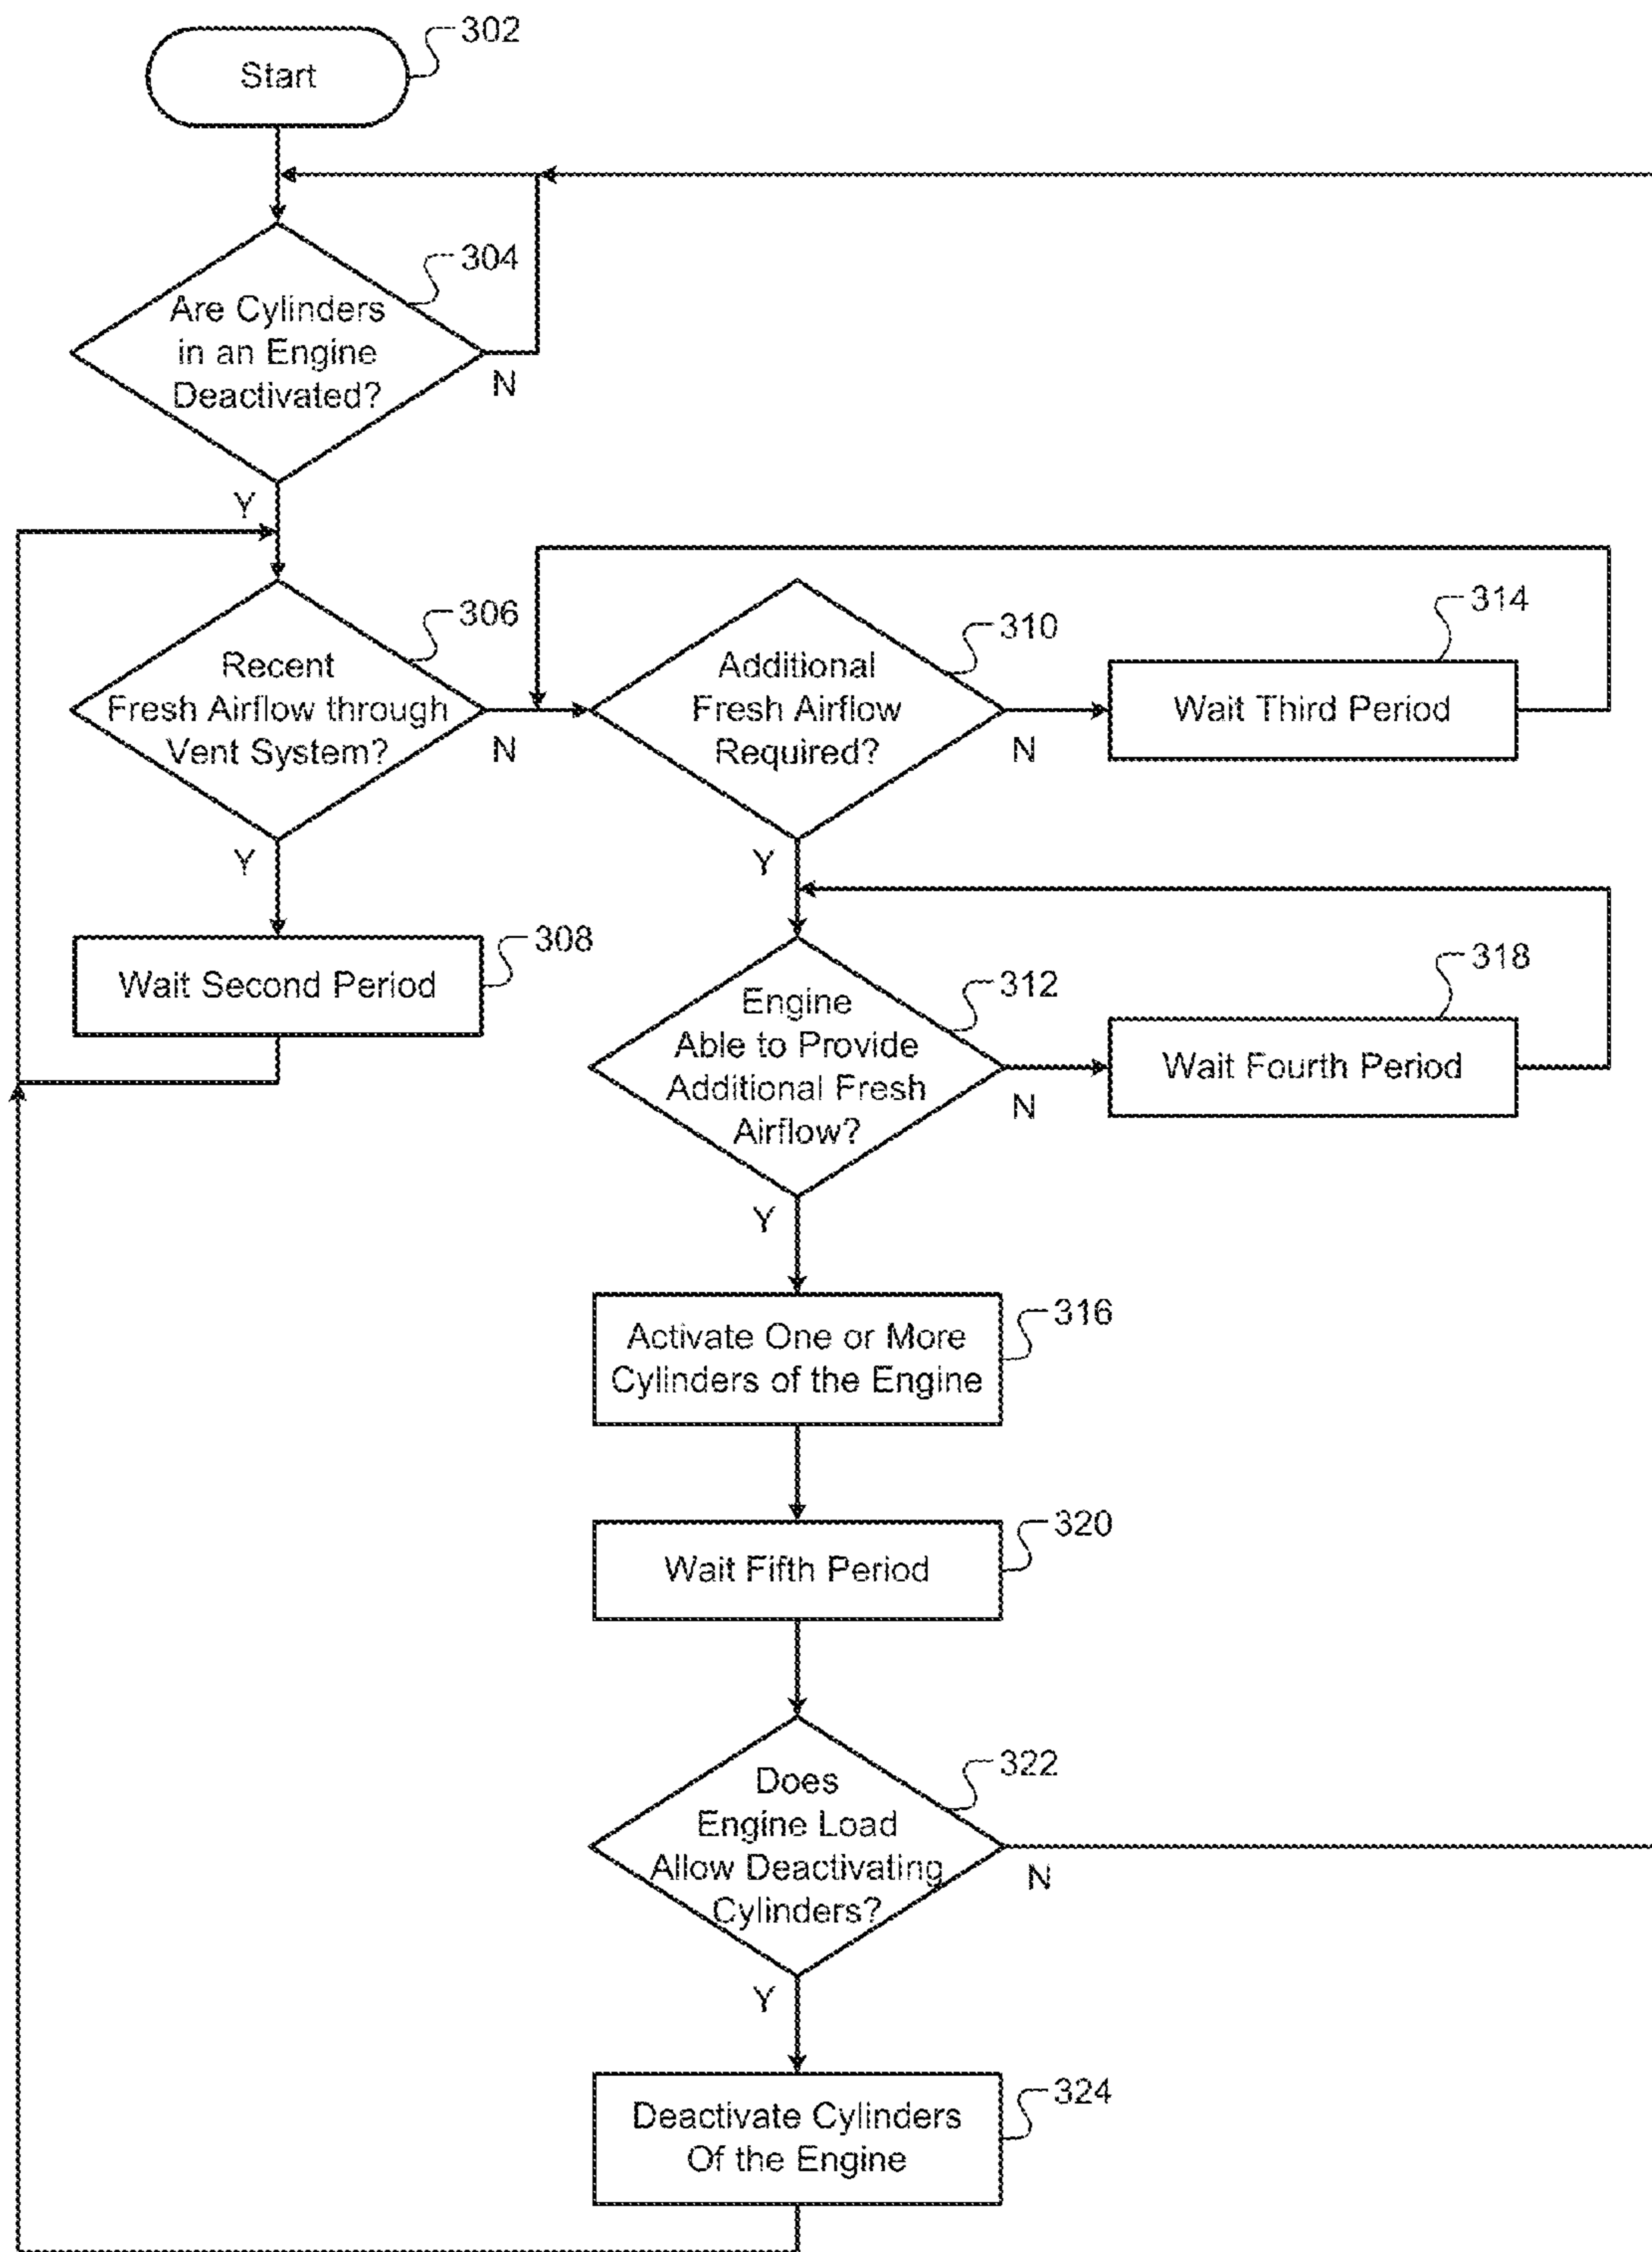 302
Start
304
Are Cylinders
in an Engine
Deactivated?
N
Y
306
Recent
Fresh Airflow through
Vent System?
N
Y
310
Additional
Fresh Airflow
Required?
N
Y
314
Wait Third Period
308
Wait Second Period
312
Engine
Able to Provide
Additional Fresh
Airflow?
N
Y
318
Wait Fourth Period
316
Activate One or More
Cylinders of the Engine
320
Wait Fifth Period
322
Does
Engine Load
Allow Deactivating
Cylinders?
N
Y
324
Deactivate Cylinders
Of the Engine